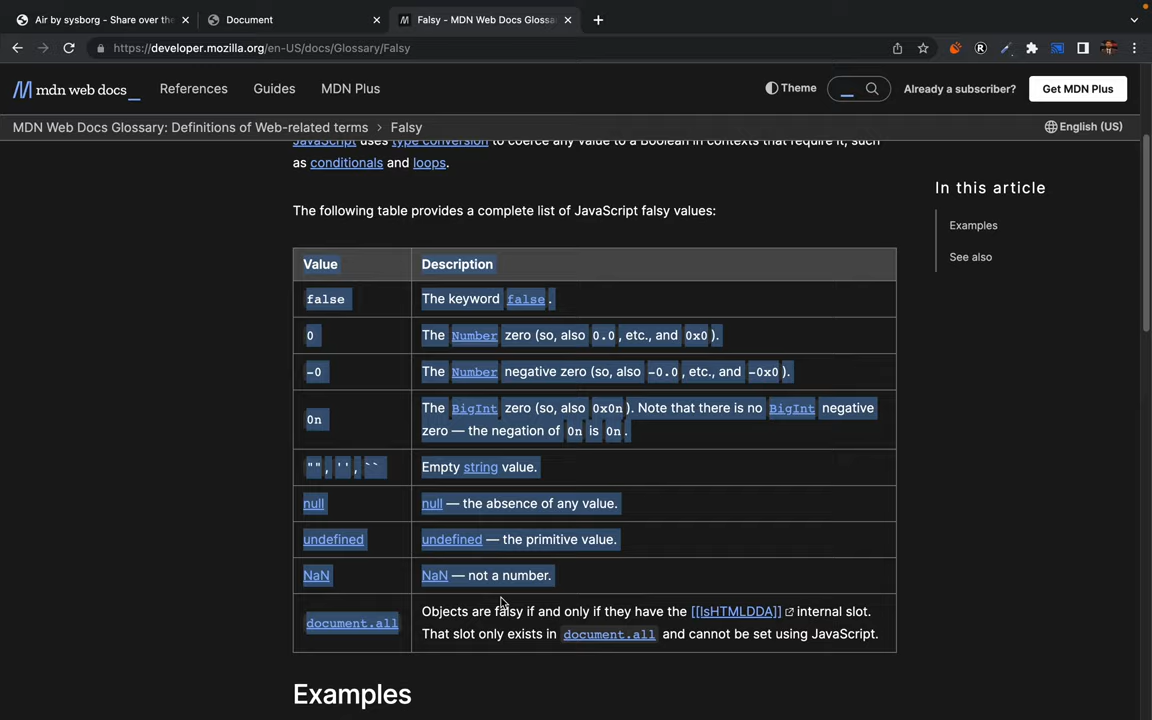 Air by sysborg - Share over the
Document
Falsy - MDN Web Docs Glossa
https://developer.mozilla.org/en-US/docs/Glossary/Falsy
mdn web docs_
References
Guides
MDN Plus
Theme
Already a subscriber?
Get MDN Plus
MDN Web Docs Glossary: Definitions of Web-related terms > Falsy
English (US)
JavaScript uses type conversion to coerce any value to a Boolean in contexts that require it, such
as conditionals and loops.
The following table provides a complete list of JavaScript falsy values:
Value Description
false The keyword false.
0 The Number zero (so, also 0.0, etc., and 0x0).
-0 The Number negative zero (so, also -0.0, etc., and -0x0).
0n The BigInt zero (so, also 0x0n). Note that there is no BigInt negative
zero — the negation of 0n is 0n.
"", '', `` Empty string value.
null null — the absence of any value.
undefined undefined — the primitive value.
NaN NaN — not a number.
document.all Objects are falsy if and only if they have the [[IsHTMLDDA]] internal slot.
That slot only exists in document.all and cannot be set using JavaScript.
Examples
In this article
Examples
See also